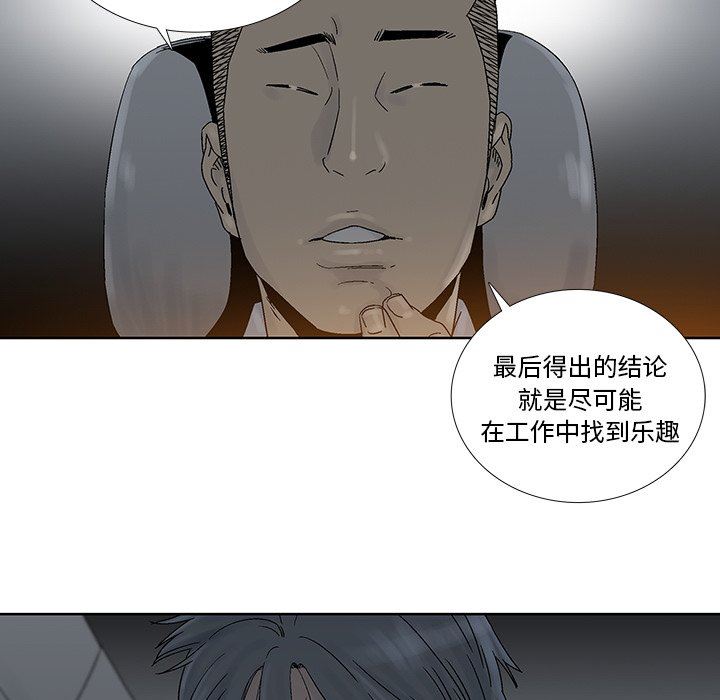 最后得出的结论
就是尽可能
在工作中找到乐趣